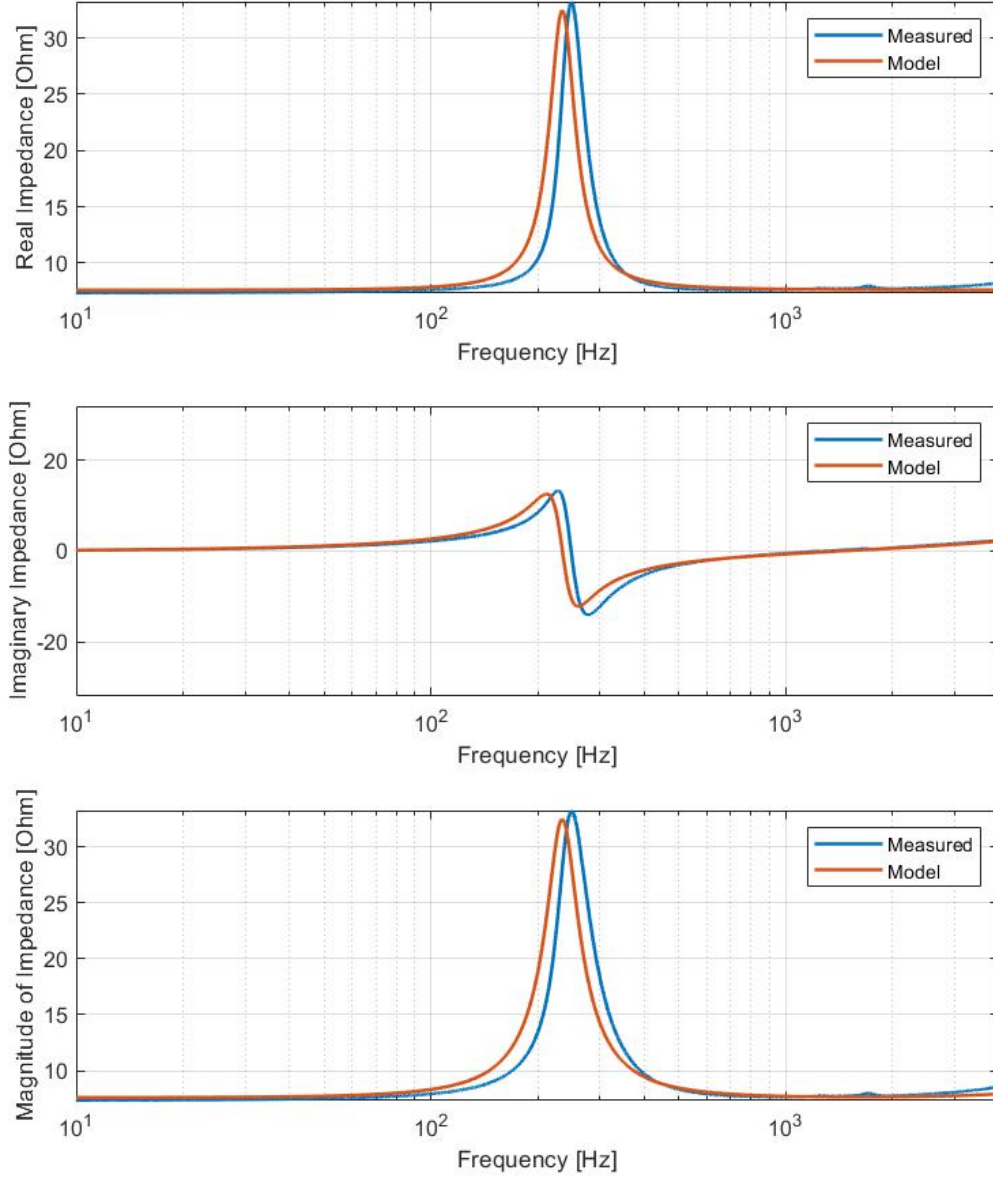 Real Impedance [Ohm]
30
25
20
15
10
Measured
Model
10^1
10^2
10^3
Frequency [Hz]
Imaginary Impedance [Ohm]
20
0
-20
Measured
Model
10^1
10^2
10^3
Frequency [Hz]
Magnitude of Impedance [Ohm]
30
25
20
15
10
Measured
Model
10^1
10^2
10^3
Frequency [Hz]